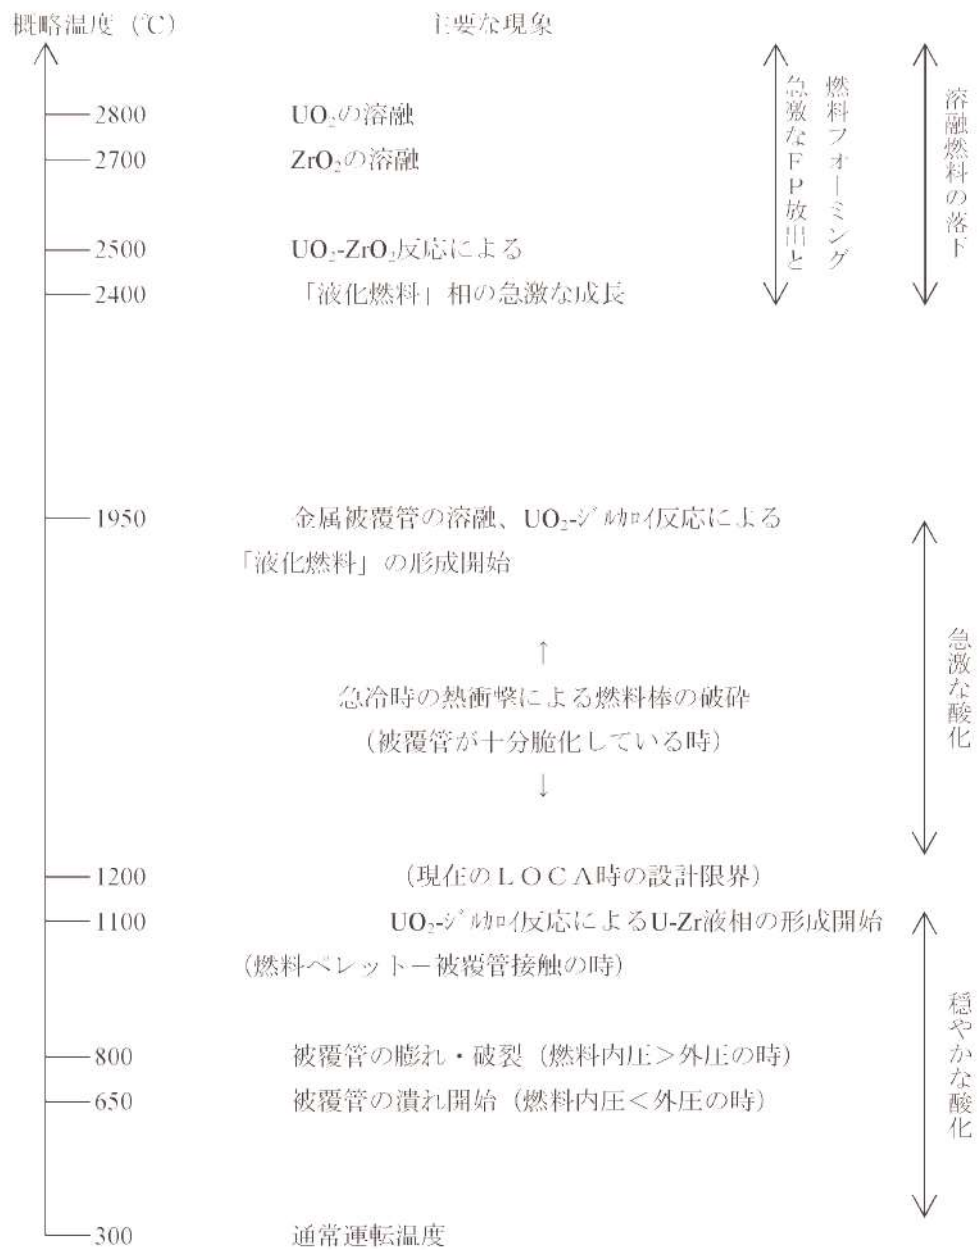 概略温度（℃） 主要な現象
2800 UO₂の溶融
2700 ZrO₂の溶融
2500 UO₂-ZrO₂反応による
2400 「液化燃料」相の急激な成長
1950 金属被覆管の溶融、UO₂-ｼﾞﾙｶﾛｲ反応による
「液化燃料」の形成開始
↑
急冷時の熱衝撃による燃料棒の破砕
（被覆管が十分脆化している時）
↓
1200 （現在のＬＯＣＡ時の設計限界）
1100 UO₂-ｼﾞﾙｶﾛｲ反応によるU-Zr液相の形成開始
（燃料ペレット－被覆管接触の時）
800 被覆管の膨れ・破裂（燃料内圧＞外圧の時）
650 被覆管の潰れ開始（燃料内圧＜外圧の時）
300 通常運転温度
急激なＦＰ放出と
燃料フォーミング
溶融燃料の落下
急激な酸化
穏やかな酸化